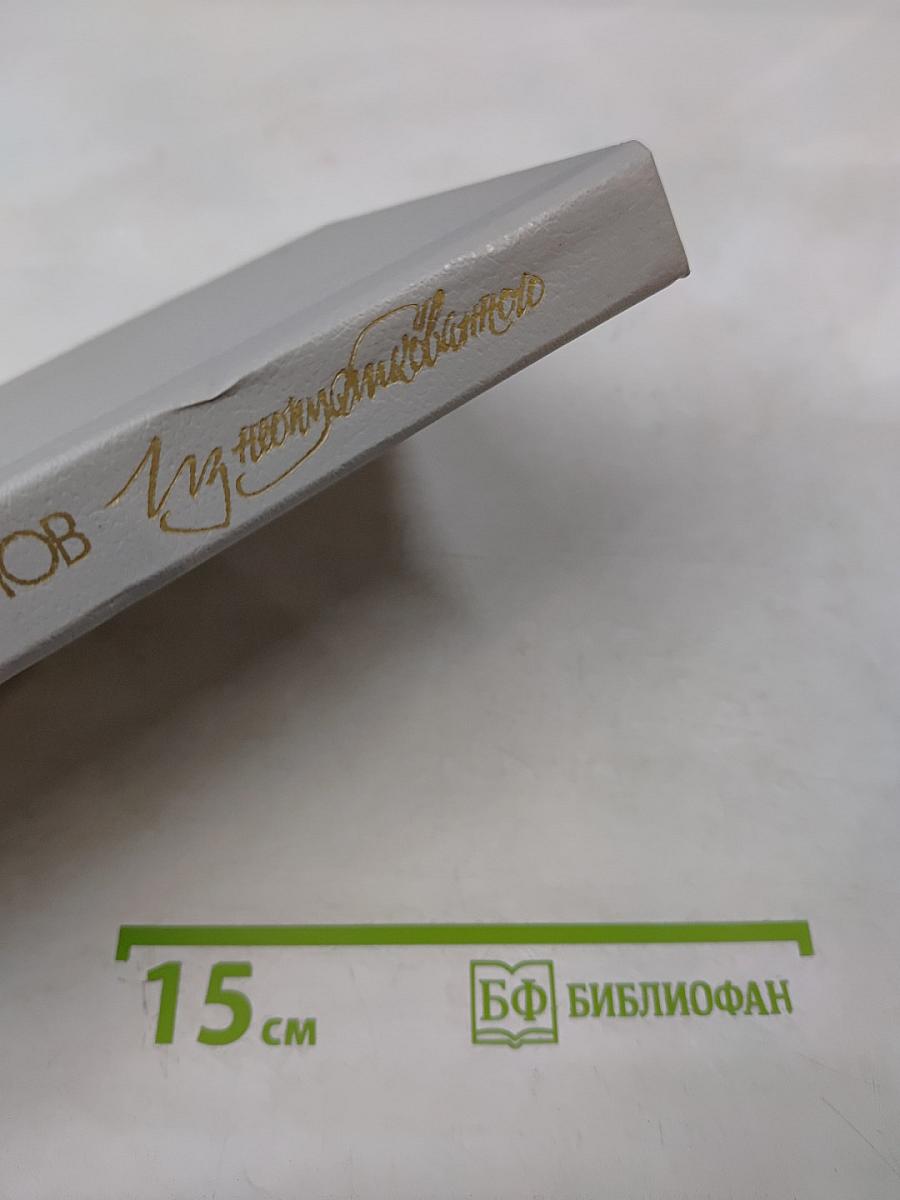 ОВ Из неопубликованного
15 см
БФ БИБЛИОФАН